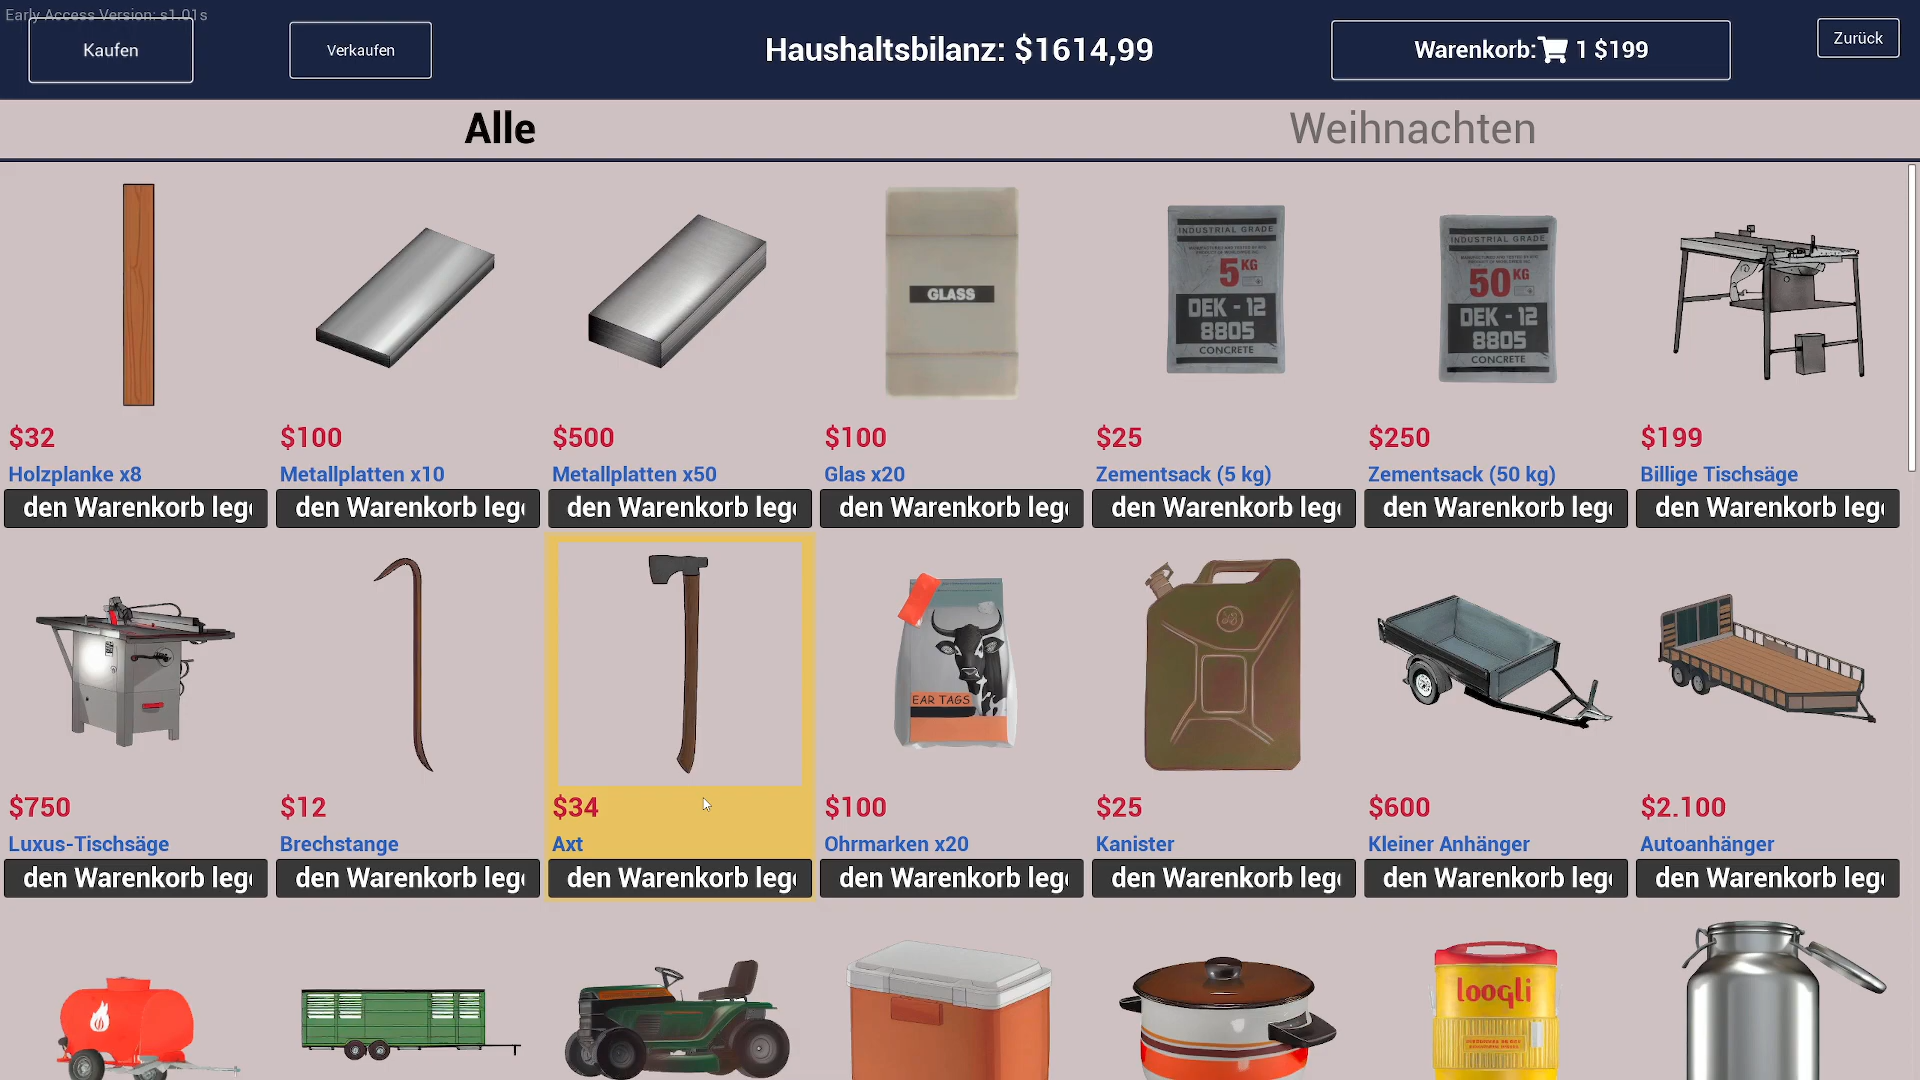 Early Access Version: s1.01s
Kaufen
Verkaufen
Haushaltsbilanz: $1614,99
Warenkorb: 1 $199
Zurück
Alle
Weihnachten
GLASS
INDUSTRIAL GRADE
5 KG
DEK - 12
8805
CONCRETE
INDUSTRIAL GRADE
50 KG
DEK - 12
8805
CONCRETE
$32
$100
$500
$100
$25
$250
$199
Holzplanke x8
Metallplatten x10
Metallplatten x50
Glas x20
Zementsack (5 kg)
Zementsack (50 kg)
Billige Tischsäge
den Warenkorb leg
den Warenkorb leg
den Warenkorb leg
den Warenkorb leg
den Warenkorb leg
den Warenkorb leg
den Warenkorb leg
EAR TAGS
$750
$12
$34
$100
$25
$600
$2.100
Luxus-Tischsäge
Brechstange
Axt
Ohrmarken x20
Kanister
Kleiner Anhänger
Autoanhänger
den Warenkorb leg
den Warenkorb leg
den Warenkorb leg
den Warenkorb leg
den Warenkorb leg
den Warenkorb leg
den Warenkorb leg
loogli